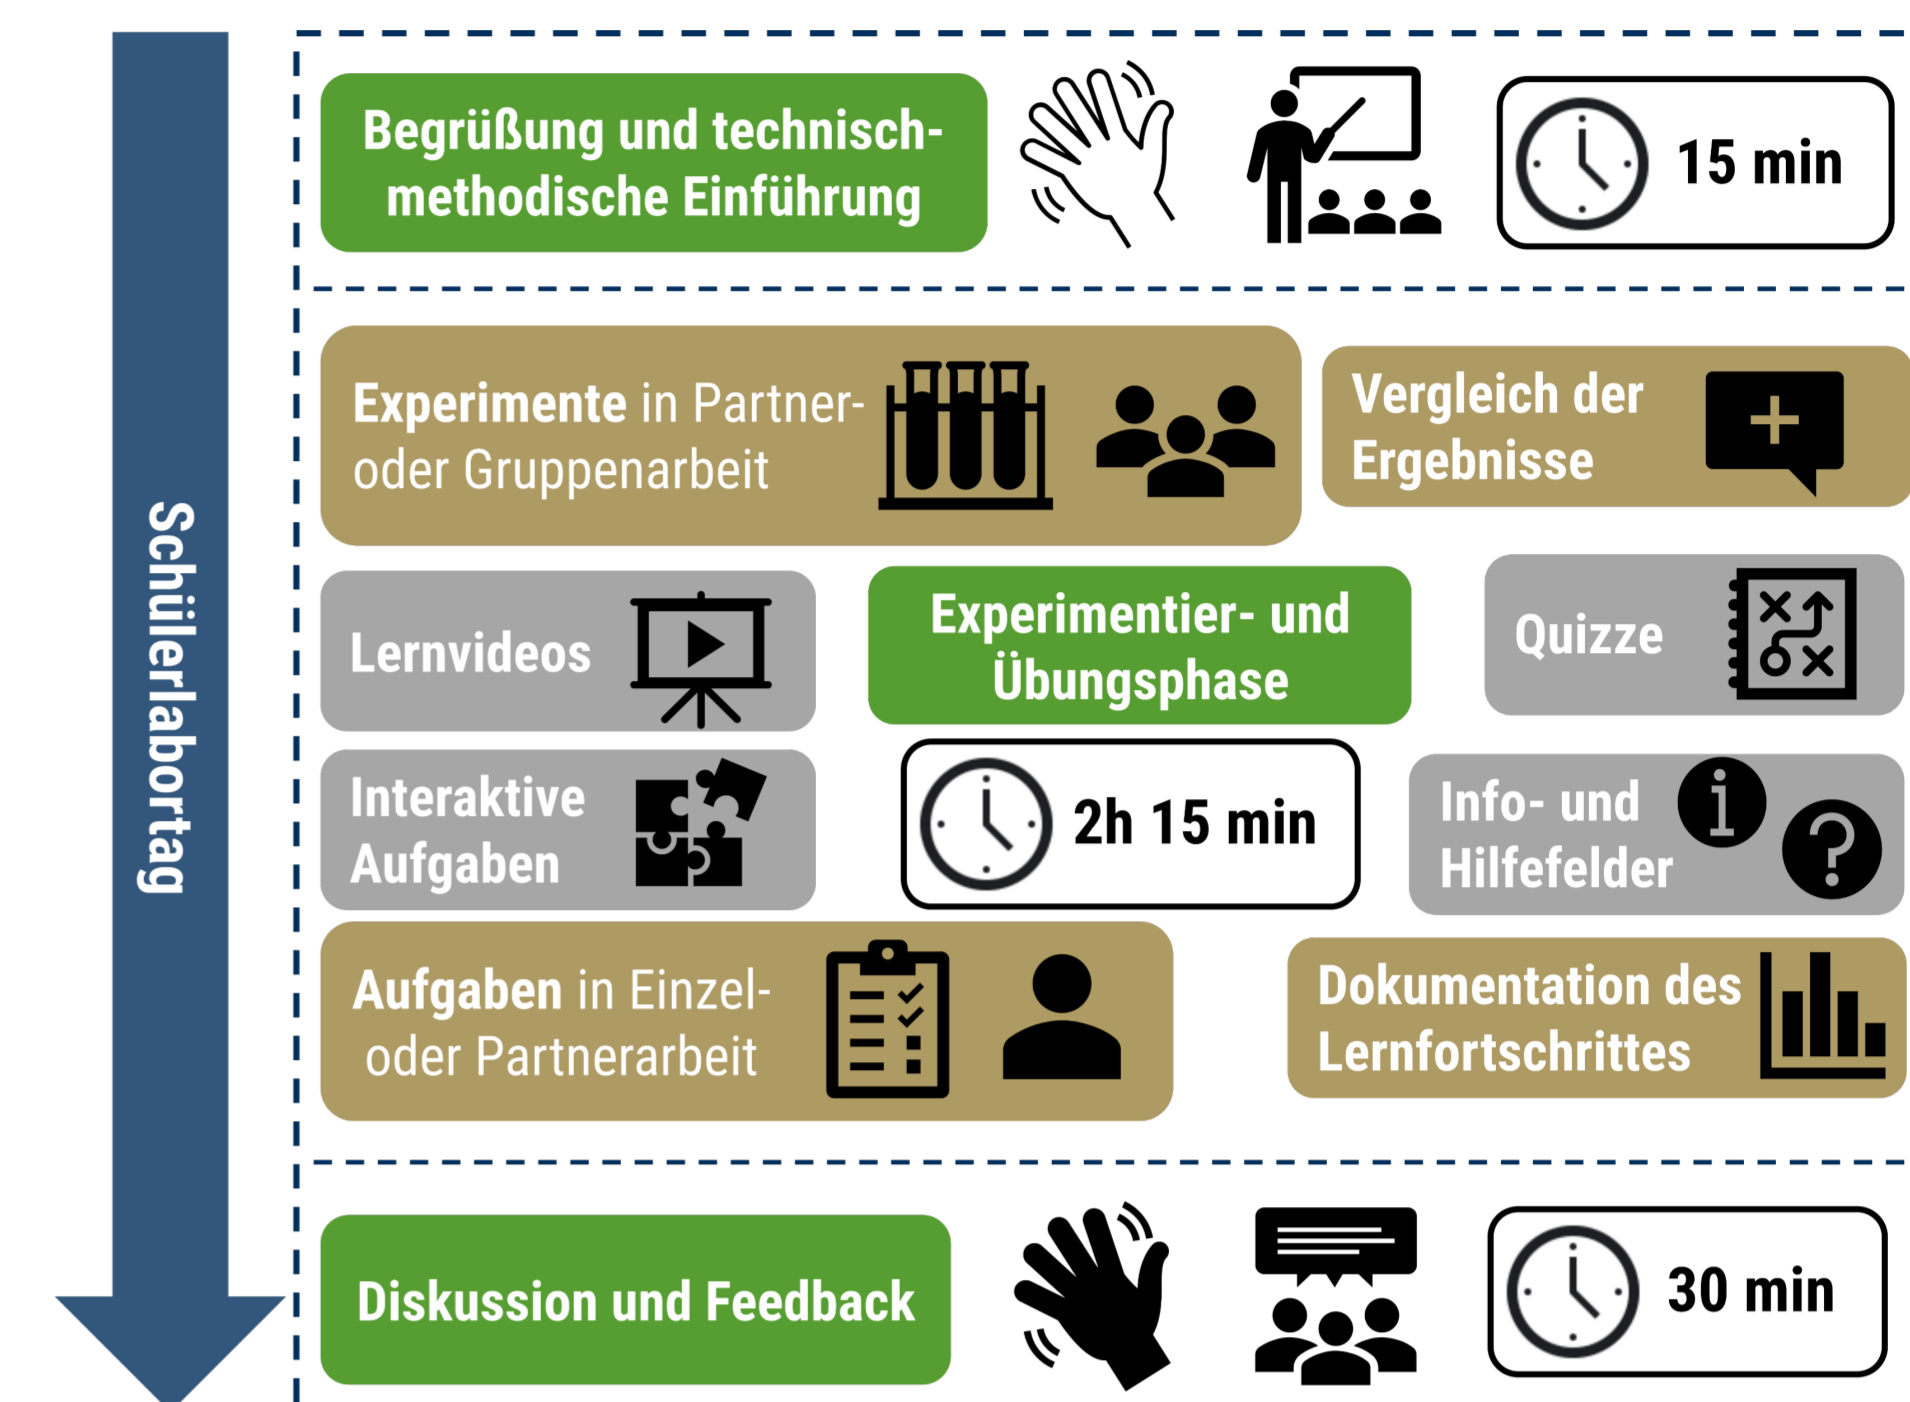 Schülerlabortag
Begrüßung und technisch-
methodische Einführung
15 min
Experimente in Partner-
oder Gruppenarbeit
Vergleich der
Ergebnisse
Lernvideos
Experimentier- und
Übungsphase
Quizze
Interaktive
Aufgaben
2h 15 min
Info- und
Hilfefelder
Aufgaben in Einzel-
oder Partnerarbeit
Dokumentation des
Lernfortschrittes
Diskussion und Feedback
30 min